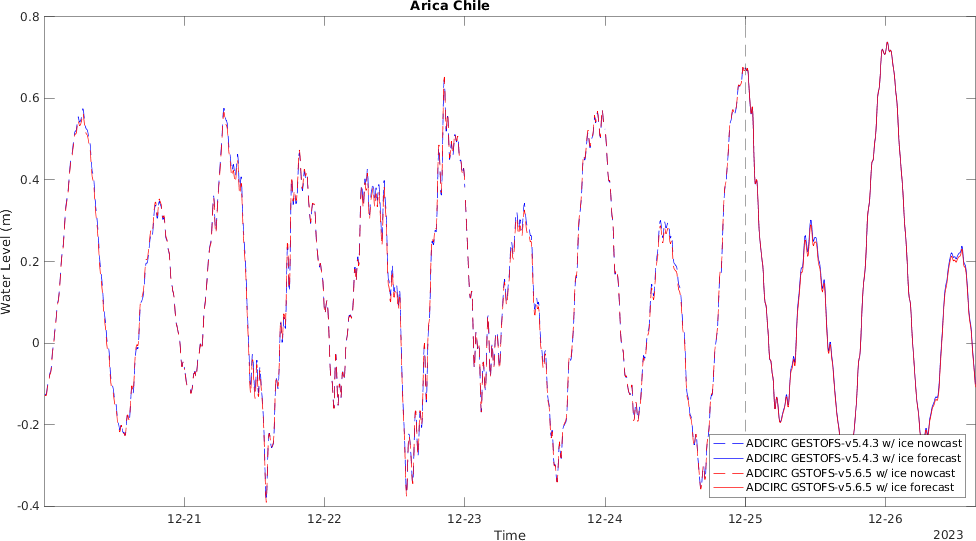 Arica Chile
Water Level (m)
0.8
0.6
0.4
0.2
0
-0.2
-0.4
12-21
12-22
12-23
12-24
12-25
12-26
Time
2023
ADCIRC GESTOFS-v5.4.3 w/ ice nowcast
ADCIRC GESTOFS-v5.4.3 w/ ice forecast
ADCIRC GSTOFS-v5.6.5 w/ ice nowcast
ADCIRC GSTOFS-v5.6.5 w/ ice forecast